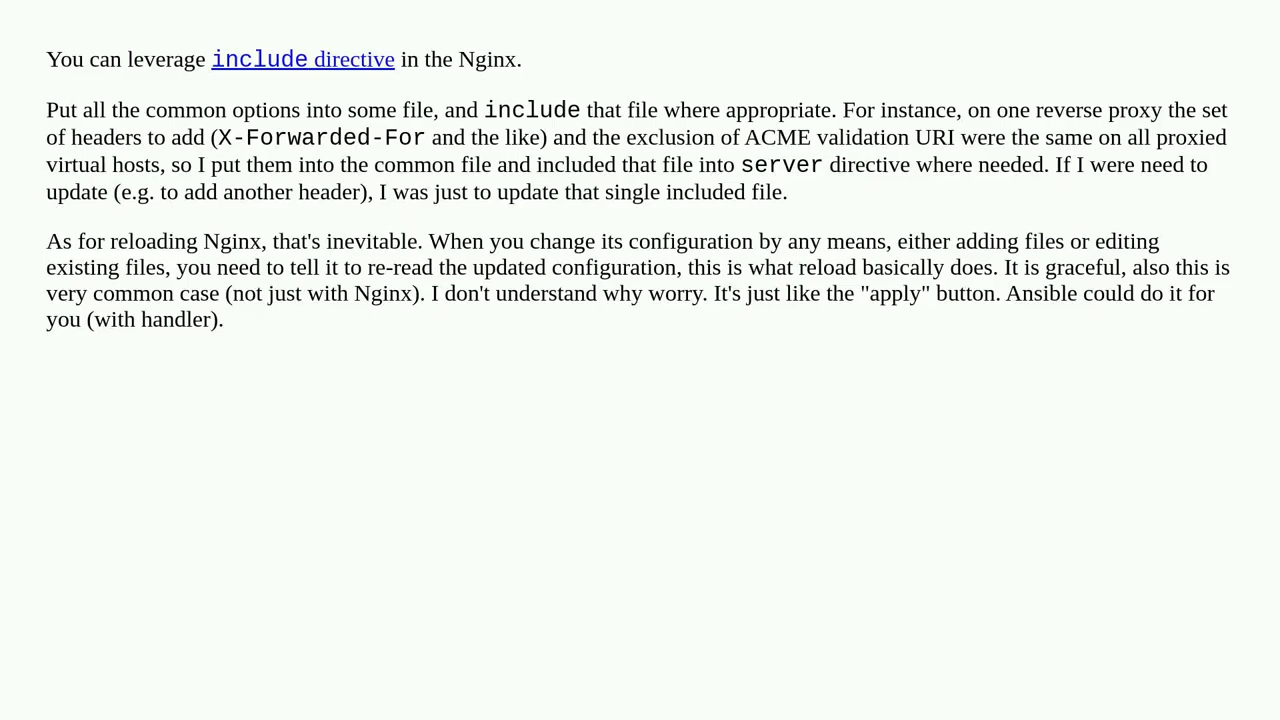 You can leverage include directive in the Nginx.
Put all the common options into some file, and include that file where appropriate. For instance, on one reverse proxy the set
of headers to add (X-Forwarded-For and the like) and the exclusion of ACME validation URI were the same on all proxied
virtual hosts, so I put them into the common file and included that file into server directive where needed. If I were need to
update (e.g. to add another header), I was just to update that single included file.
As for reloading Nginx, that's inevitable. When you change its configuration by any means, either adding files or editing
existing files, you need to tell it to re-read the updated configuration, this is what reload basically does. It is graceful, also this is
very common case (not just with Nginx). I don't understand why worry. It's just like the "apply" button. Ansible could do it for
you (with handler).